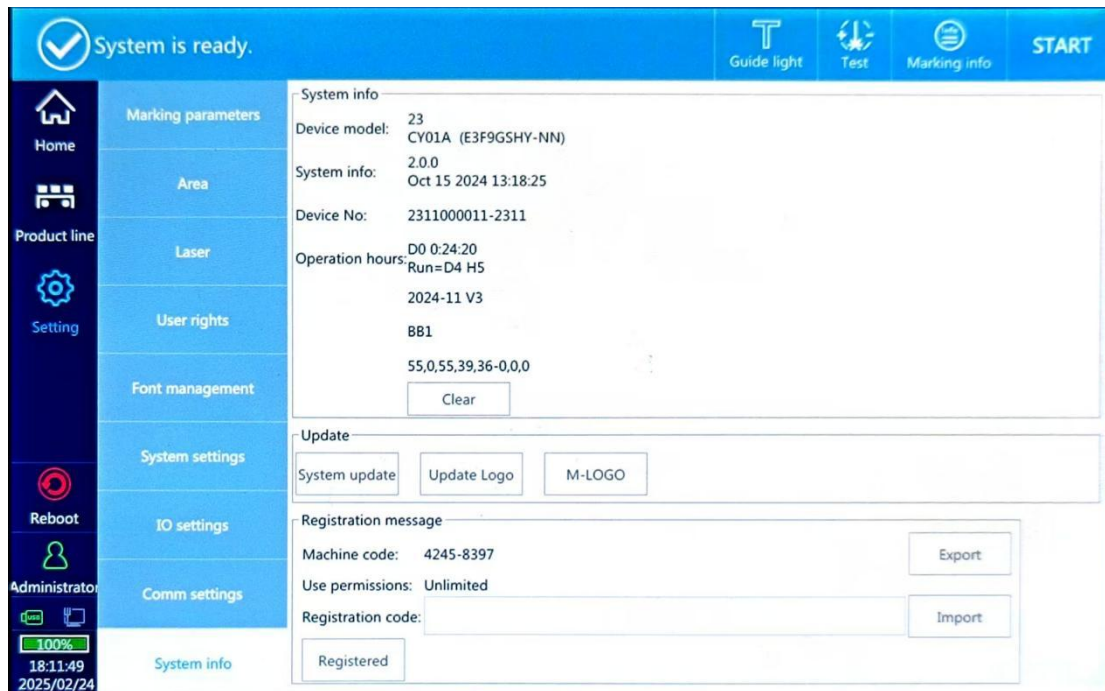 System is ready.
Guide light
Test
Marking info
START
Home
Product line
Setting
Reboot
Administrator
USB
100%
18:11:49
2025/02/24
Marking parameters
Area
Laser
User rights
Font management
System settings
IO settings
Comm settings
System info
System info
Device model: 23
CY01A (E3F9GSHY-NN)
System info: 2.0.0
Oct 15 2024 13:18:25
Device No: 2311000011-2311
Operation hours: D0 0:24:20
Run=D4 H5
2024-11 V3
BB1
55,0,55,39,36-0,0,0
Clear
Update
System update
Update Logo
M-LOGO
Registration message
Machine code: 4245-8397
Export
Use permissions: Unlimited
Registration code:
Import
Registered